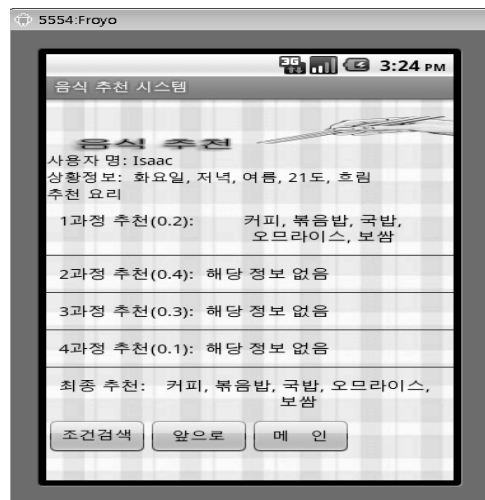 5554:Froyo
3G 3:24 PM
음식 추천 시스템
음식 추천
사용자 명: Isaac
상황정보: 화요일, 저녁, 여름, 21도, 흐림
추천 요리
1과정 추천(0.2): 커피, 볶음밥, 국밥,
오므라이스, 보쌈
2과정 추천(0.4): 해당 정보 없음
3과정 추천(0.3): 해당 정보 없음
4과정 추천(0.1): 해당 정보 없음
최종 추천: 커피, 볶음밥, 국밥, 오므라이스,
보쌈
조건검색 앞으로 메 인